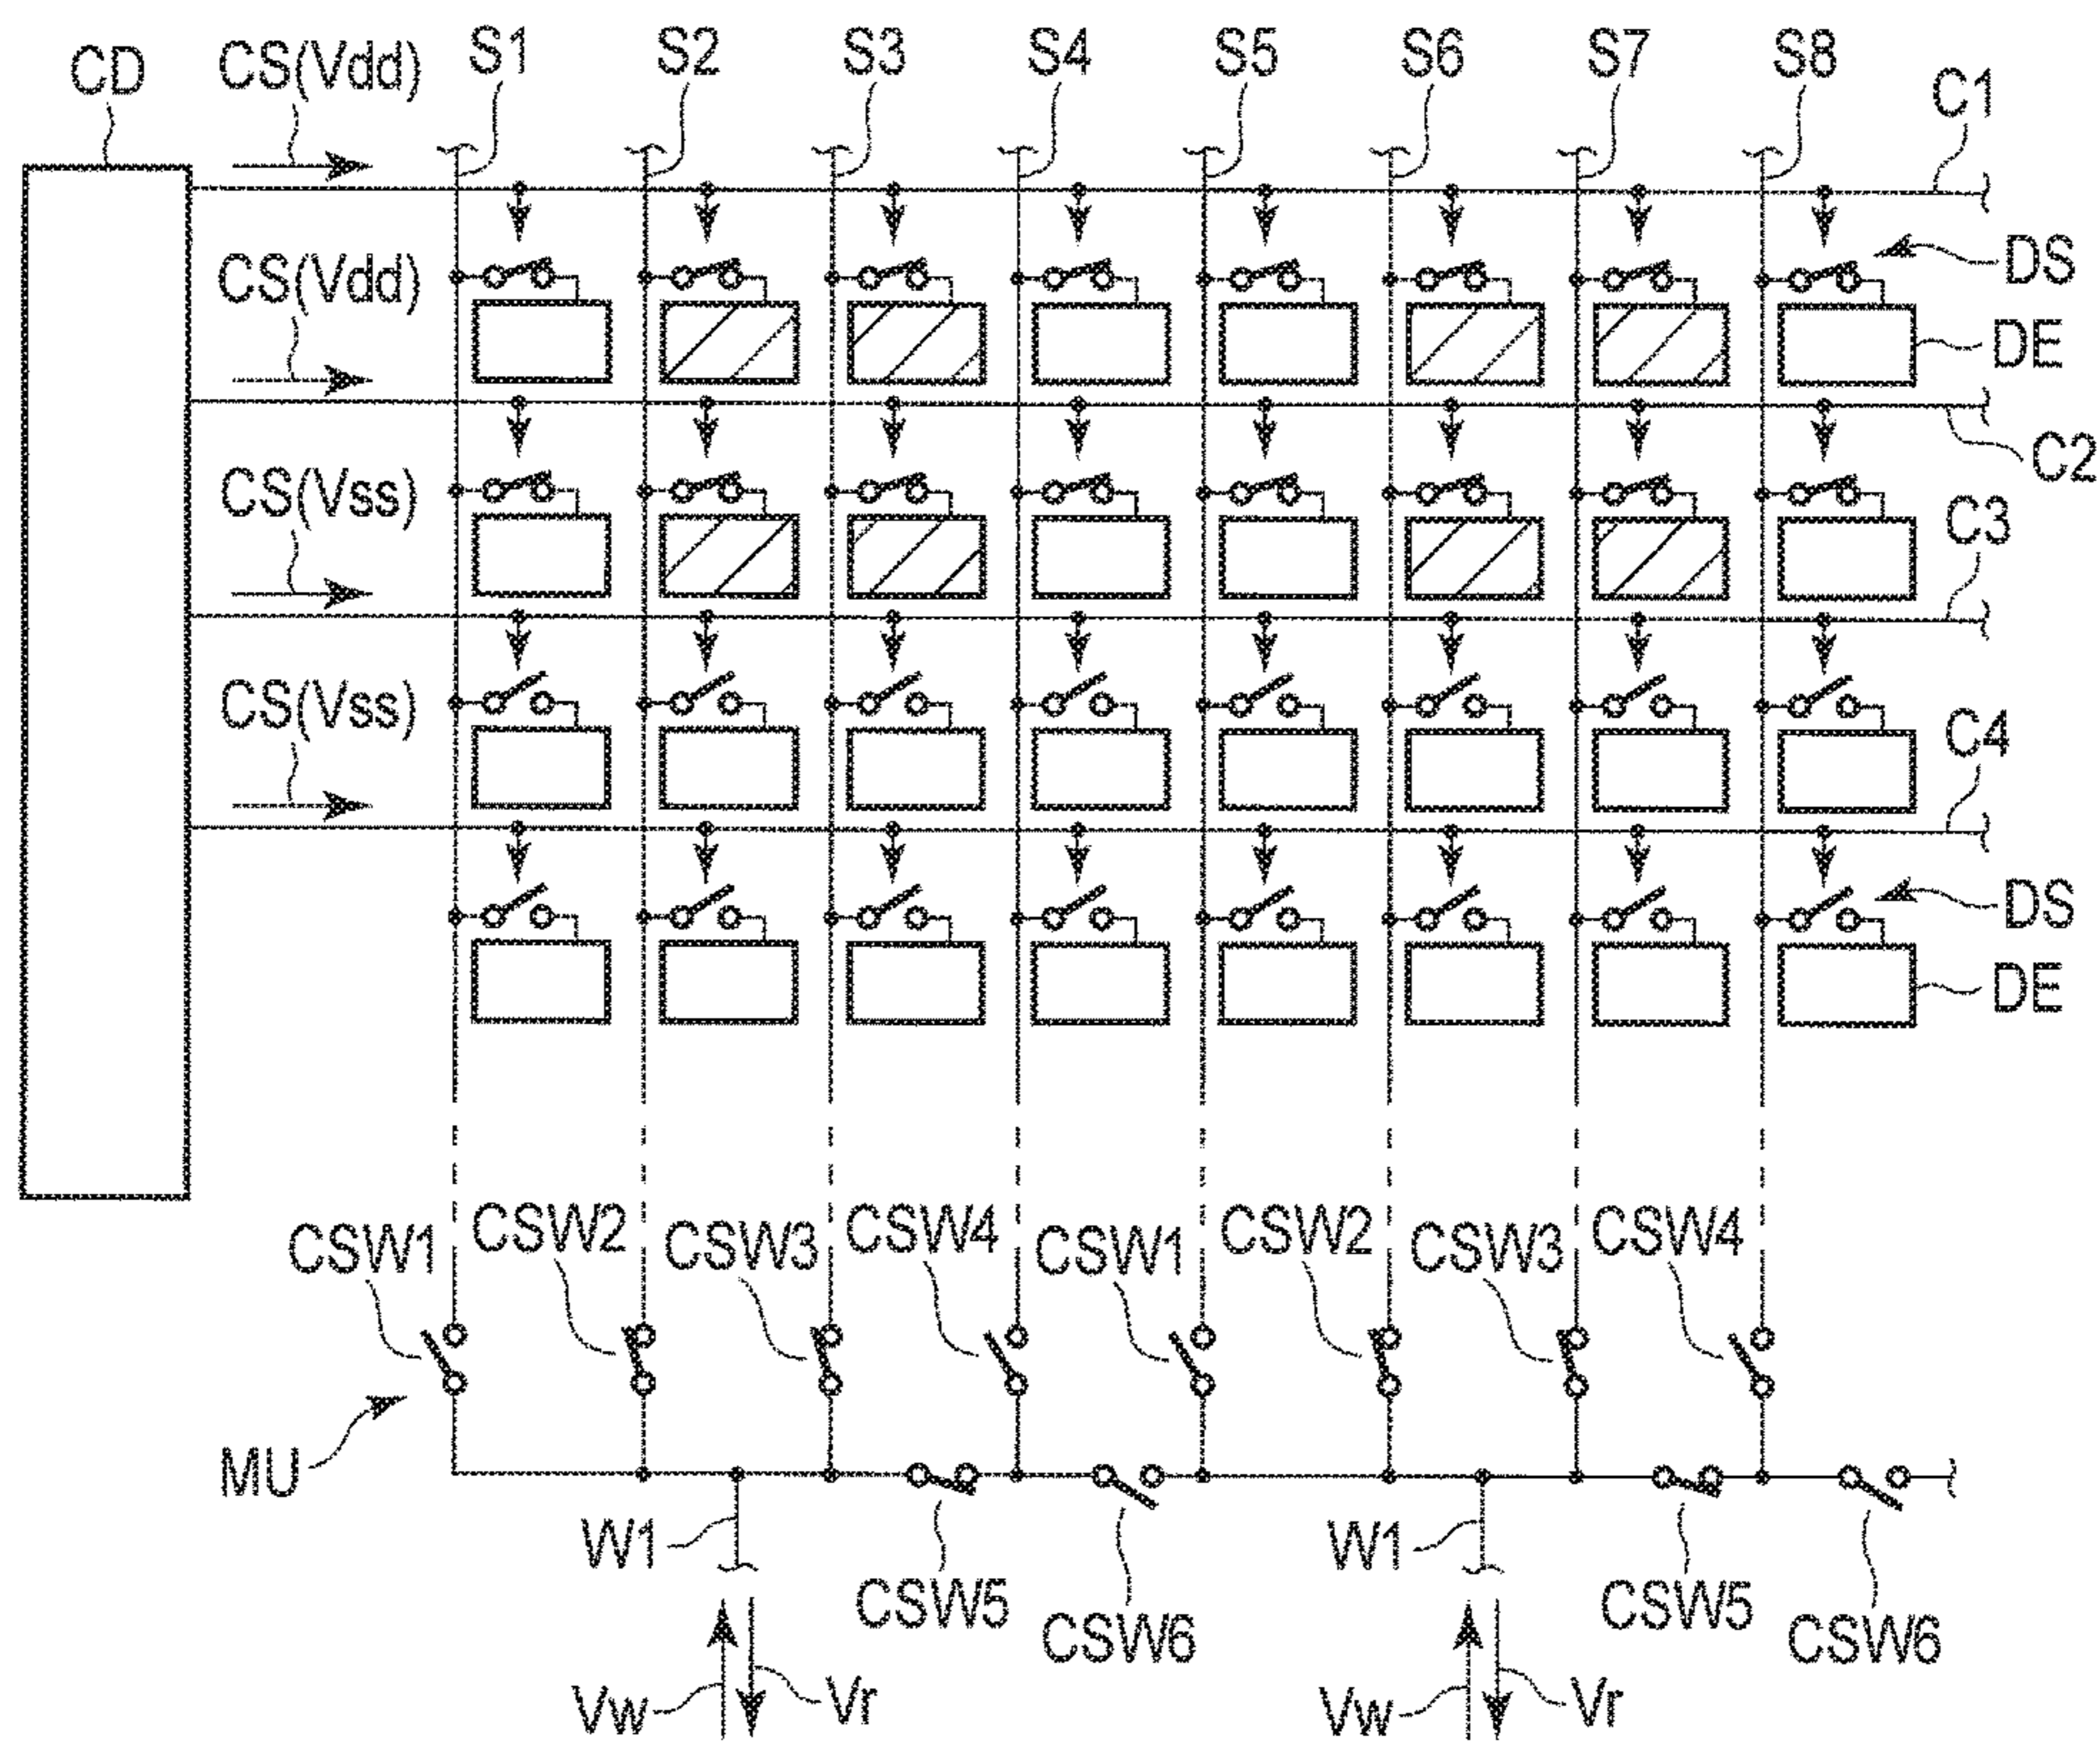 CD CS(Vdd) S1 S2 S3 S4 S5 S6 S7 S8 C1
CS(Vdd) DS
DE
C2
CS(Vss) C3
CS(Vss) C4
DS
DE
CSW1 CSW2 CSW3 CSW4 CSW1 CSW2 CSW3 CSW4
MU
W1 W1
CSW5 CSW6 CSW5 CSW6
Vw Vr Vw Vr